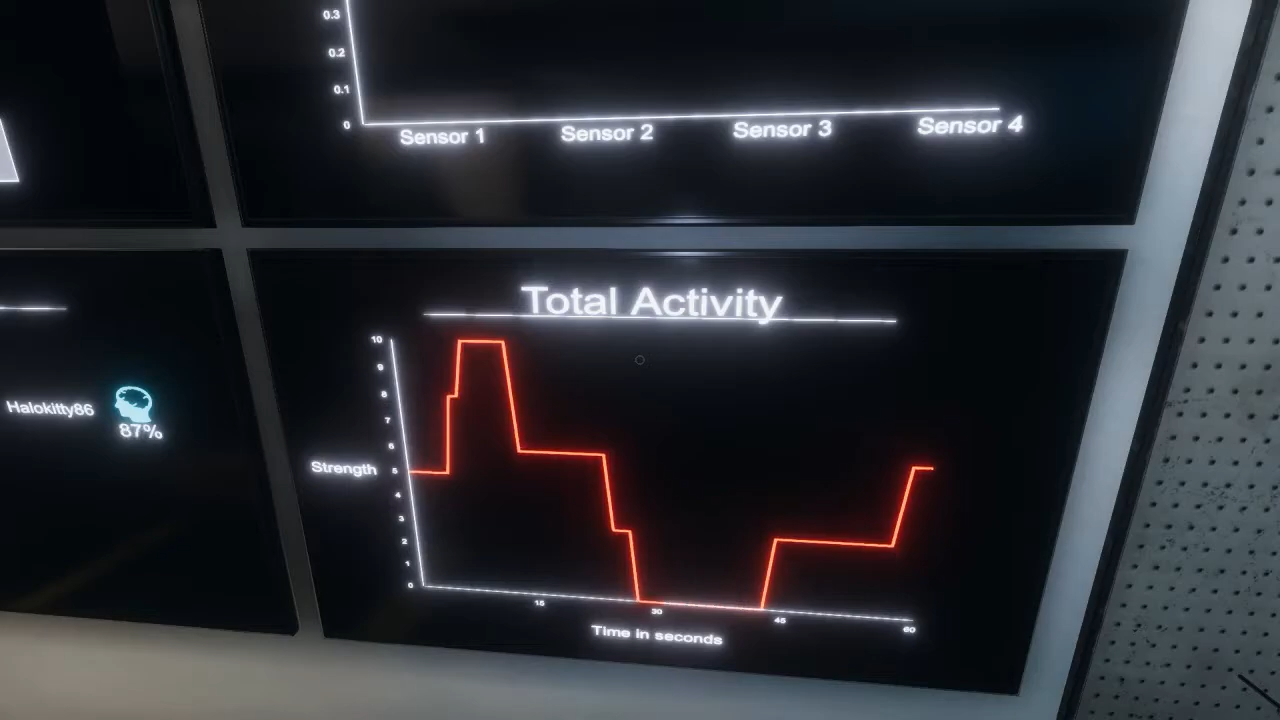 0.3
0.2
0.1
0
Sensor 1 Sensor 2 Sensor 3 Sensor 4
Total Activity
10
9
8
7
6
5
4
3
2
1
0
Strength
15 30 45 60
Time in seconds
Halokitty86
87%